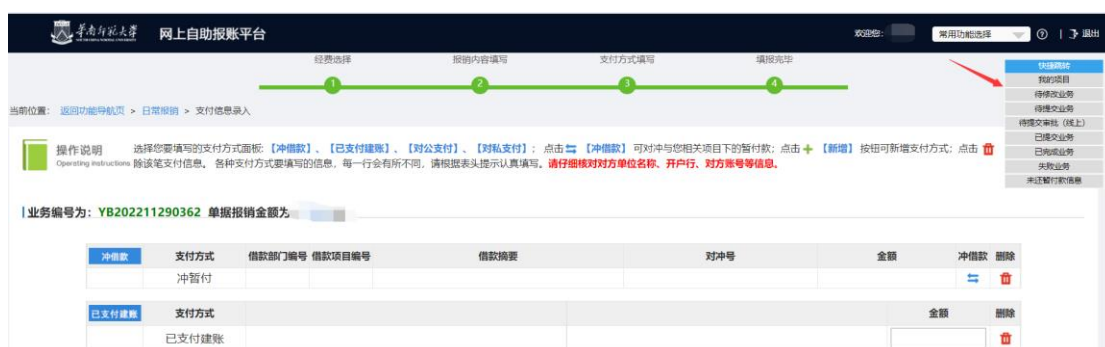 华南师范大学 网上自助报账平台 欢迎您: 常用功能选择 | 退出
经费选择 报销内容填写 支付方式填写 填报完毕
1 2 3 4
快捷跳转
我的项目
待修改业务
待提交业务
待提交审批（线上）
已提交业务
已完成业务
失败业务
未还暂付款信息
当前位置: 返回功能导航页 > 日常报销 > 支付信息录入
操作说明 选择您要填写的支付方式面板:【冲借款】、【已支付建账】、【对公支付】、【对私支付】; 点击【冲借款】可对冲与您相关项目下的暂付款; 点击【新增】按钮可新增支付方式; 点击
Operating instructions 除该笔支付信息。 各种支付方式要填写的信息, 每一行会有所不同, 请根据表头提示认真填写。请仔细核对对方单位名称、开户行、对方账号等信息。
业务编号为: YB202211290362 单据报销金额为
冲借款 支付方式 借款部门编号 借款项目编号 借款摘要 对冲号 金额 冲借款 删除
冲暂付
已支付建账 支付方式 金额 删除
已支付建账